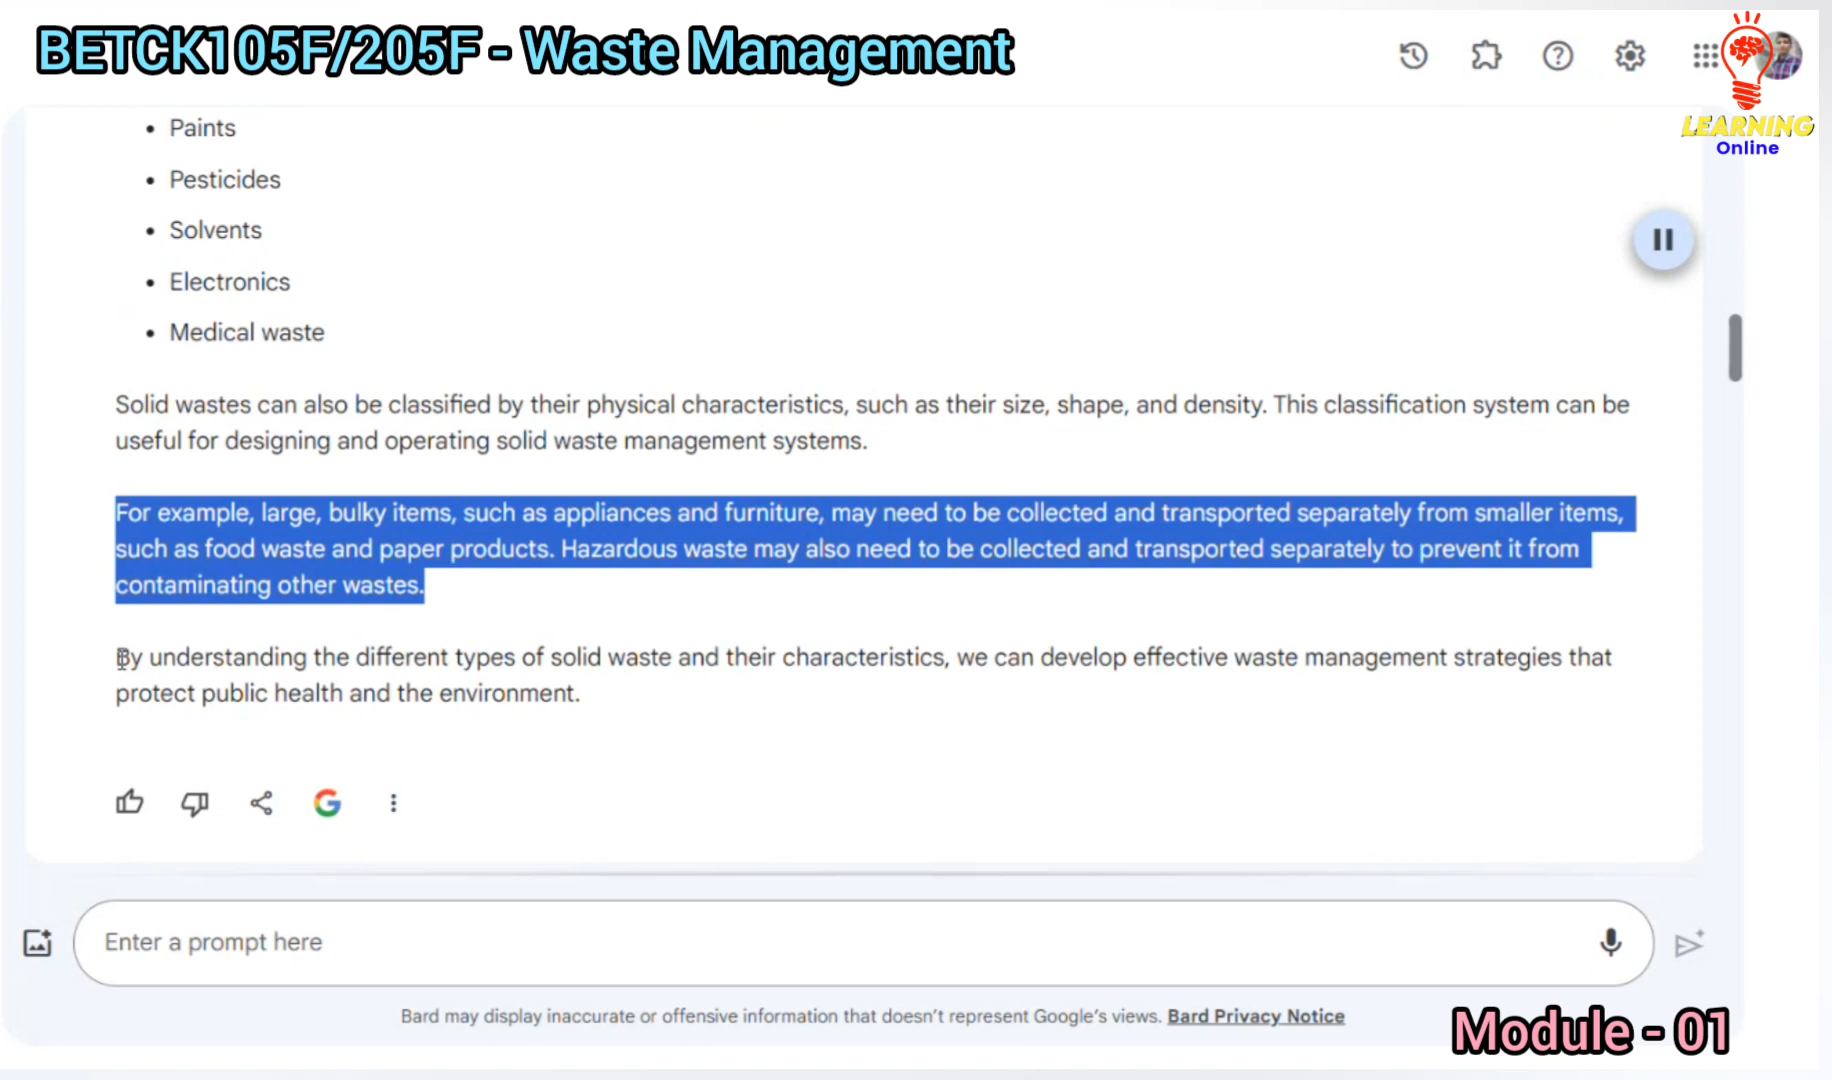 BETCK105F/205F - Waste Management
LEARNING
Online
• Paints
• Pesticides
• Solvents
• Electronics
• Medical waste
Solid wastes can also be classified by their physical characteristics, such as their size, shape, and density. This classification system can be
useful for designing and operating solid waste management systems.
For example, large, bulky items, such as appliances and furniture, may need to be collected and transported separately from smaller items,
such as food waste and paper products. Hazardous waste may also need to be collected and transported separately to prevent it from
contaminating other wastes.
By understanding the different types of solid waste and their characteristics, we can develop effective waste management strategies that
protect public health and the environment.
Enter a prompt here
Bard may display inaccurate or offensive information that doesn't represent Google's views. Bard Privacy Notice
Module - 01